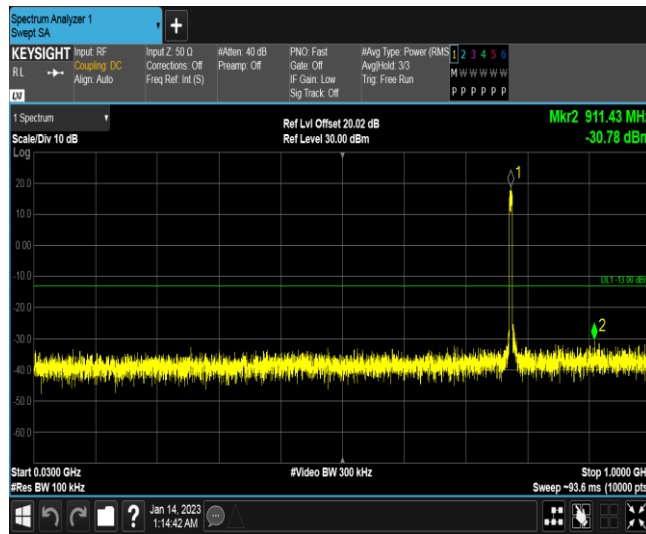 Spectrum Analyzer 1
Swept SA
KEYSIGHT
RL
LXI
Input: RF
Coupling: DC
Align: Auto
Input Z: 50 Ω
Corrections: Off
Freq Ref: Int (S)
#Atten: 40 dB
Preamp: Off
PNO: Fast
Gate: Off
IF Gain: Low
Sig Track: Off
#Avg Type: Power (RMS
Avg|Hold: 3/3
Trig: Free Run
1 2 3 4 5 6
M W W W W W
P P P P P P
1 Spectrum
Scale/Div 10 dB
Ref Lvl Offset 20.02 dB
Ref Level 30.00 dBm
Mkr2 911.43 MHz
-30.78 dBm
Log
20.0
10.0
0.00
-10.0
-20.0
-30.0
-40.0
-50.0
-60.0
1
DL1 -13.00 dBm
2
Start 0.0300 GHz
#Res BW 100 kHz
#Video BW 300 kHz
Stop 1.0000 GHz
Sweep ~93.6 ms (10000 pts)
?
Jan 14, 2023
1:14:42 AM